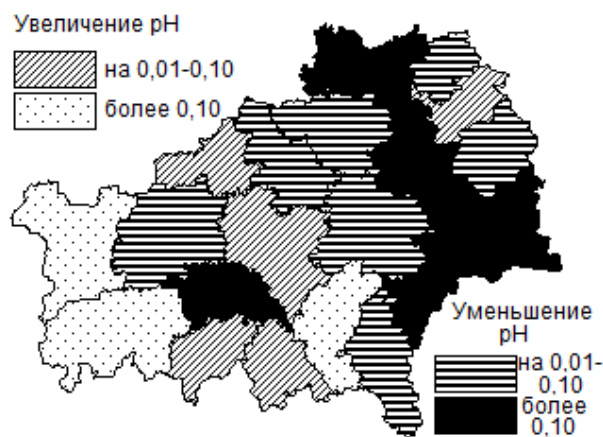 Увеличение pH
на 0,01-0,10
более 0,10
Уменьшение
pH
на 0,01-
0,10
более
0,10